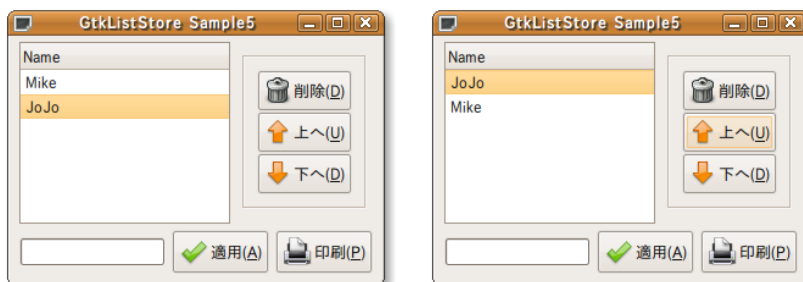 GtkListStore Sample5
Name
Mike
JoJo
削除(D)
上へ(U)
下へ(D)
適用(A)
印刷(P)
GtkListStore Sample5
Name
JoJo
Mike
削除(D)
上へ(U)
下へ(D)
適用(A)
印刷(P)